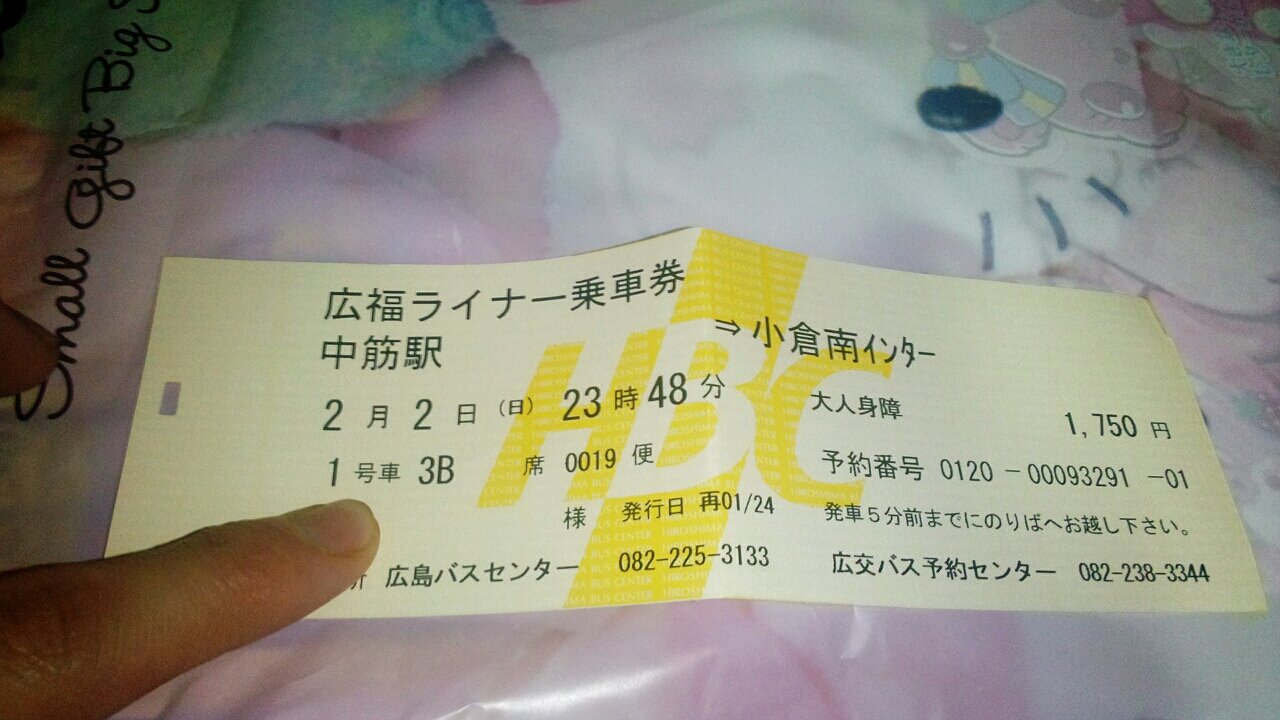 Small Gift Big S
広福ライナー乗車券
中筋駅 ⇒ 小倉南ｲﾝﾀｰ
2月2日(日) 23時48分 大人身障 1,750円
1号車 3B 席 0019便 予約番号 0120-00093291-01
様 発行日 再01/24 発車5分前までにのりばへお越し下さい。
所 広島バスセンター 082-225-3133 広交バス予約センター 082-238-3344
HBC
HIROSHIMA BUS CENTER